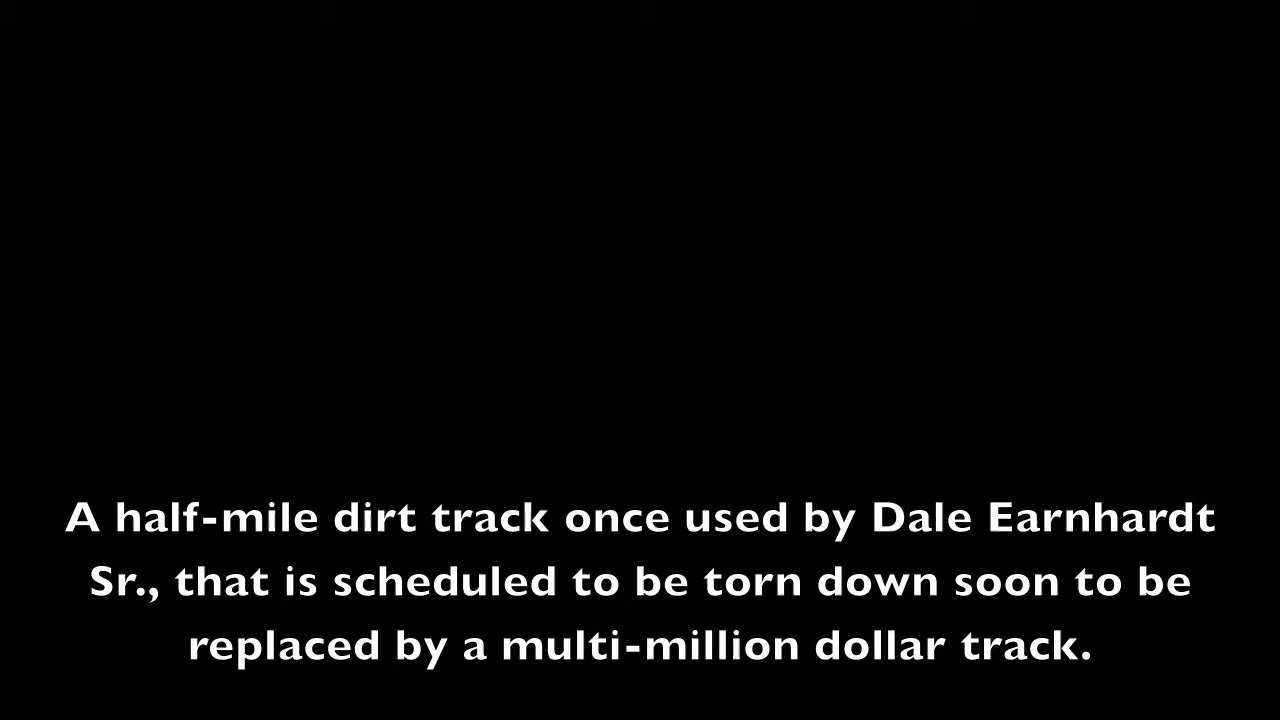 A half-mile dirt track once used by Dale Earnhardt
Sr., that is scheduled to be torn down soon to be
replaced by a multi-million dollar track.